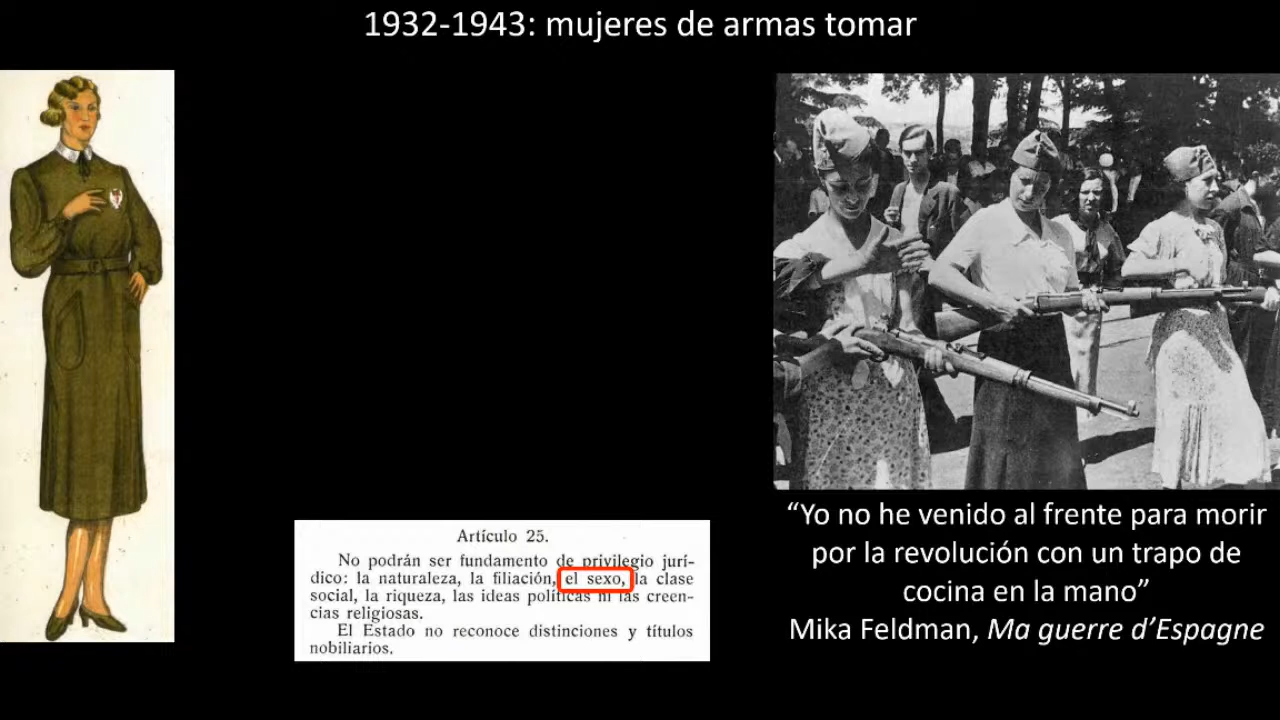 1932-1943: mujeres de armas tomar
Artículo 25.
No podrán ser fundamento de privilegio jurí-
dico: la naturaleza, la filiación, el sexo, la clase
social, la riqueza, las ideas políticas ni las creen-
cias religiosas.
El Estado no reconoce distinciones y títulos
nobiliarios.
“Yo no he venido al frente para morir
por la revolución con un trapo de
cocina en la mano”
Mika Feldman, Ma guerre d’Espagne